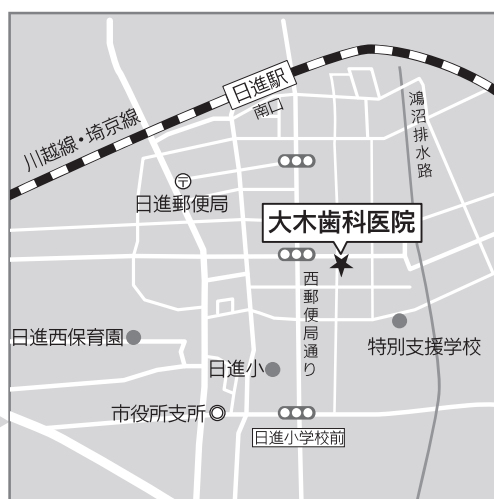 日進駅
南口
川越線・埼京線
鴻沼排水路
〒
日進郵便局
大木歯科医院
西郵便局通り
日進西保育園
特別支援学校
日進小
市役所支所
日進小学校前